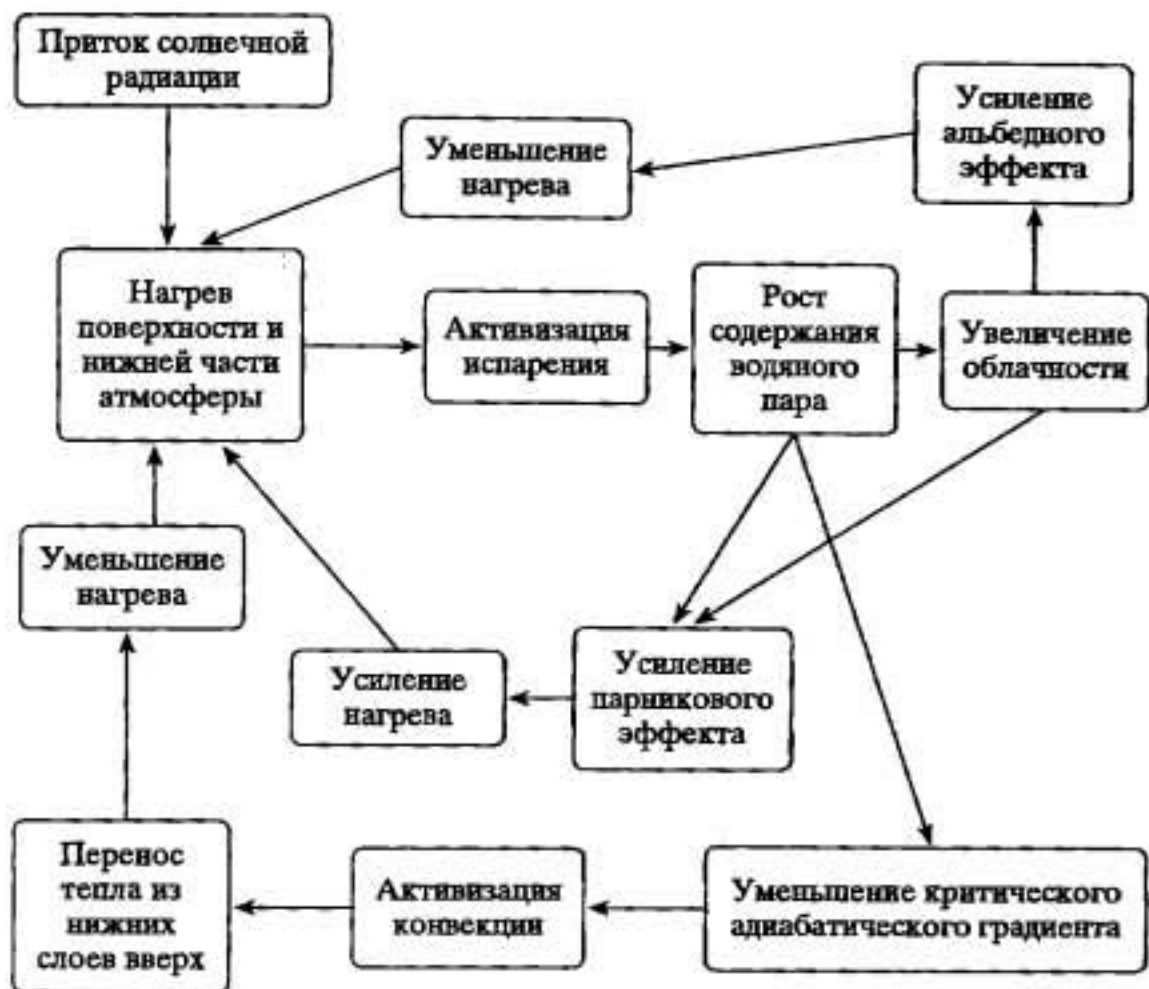 Приток солнечной
радиации
Усиление
альбедного
эффекта
Уменьшение
нагрева
Нагрев
поверхности и
нижней части
атмосферы
Активизация
испарения
Рост
содержания
водяного
пара
Увеличение
облачности
Уменьшение
нагрева
Усиление
нагрева
Усиление
парникового
эффекта
Перенос
тепла из
нижних
слоев вверх
Активизация
конвекции
Уменьшение критического
адиабатического градиента